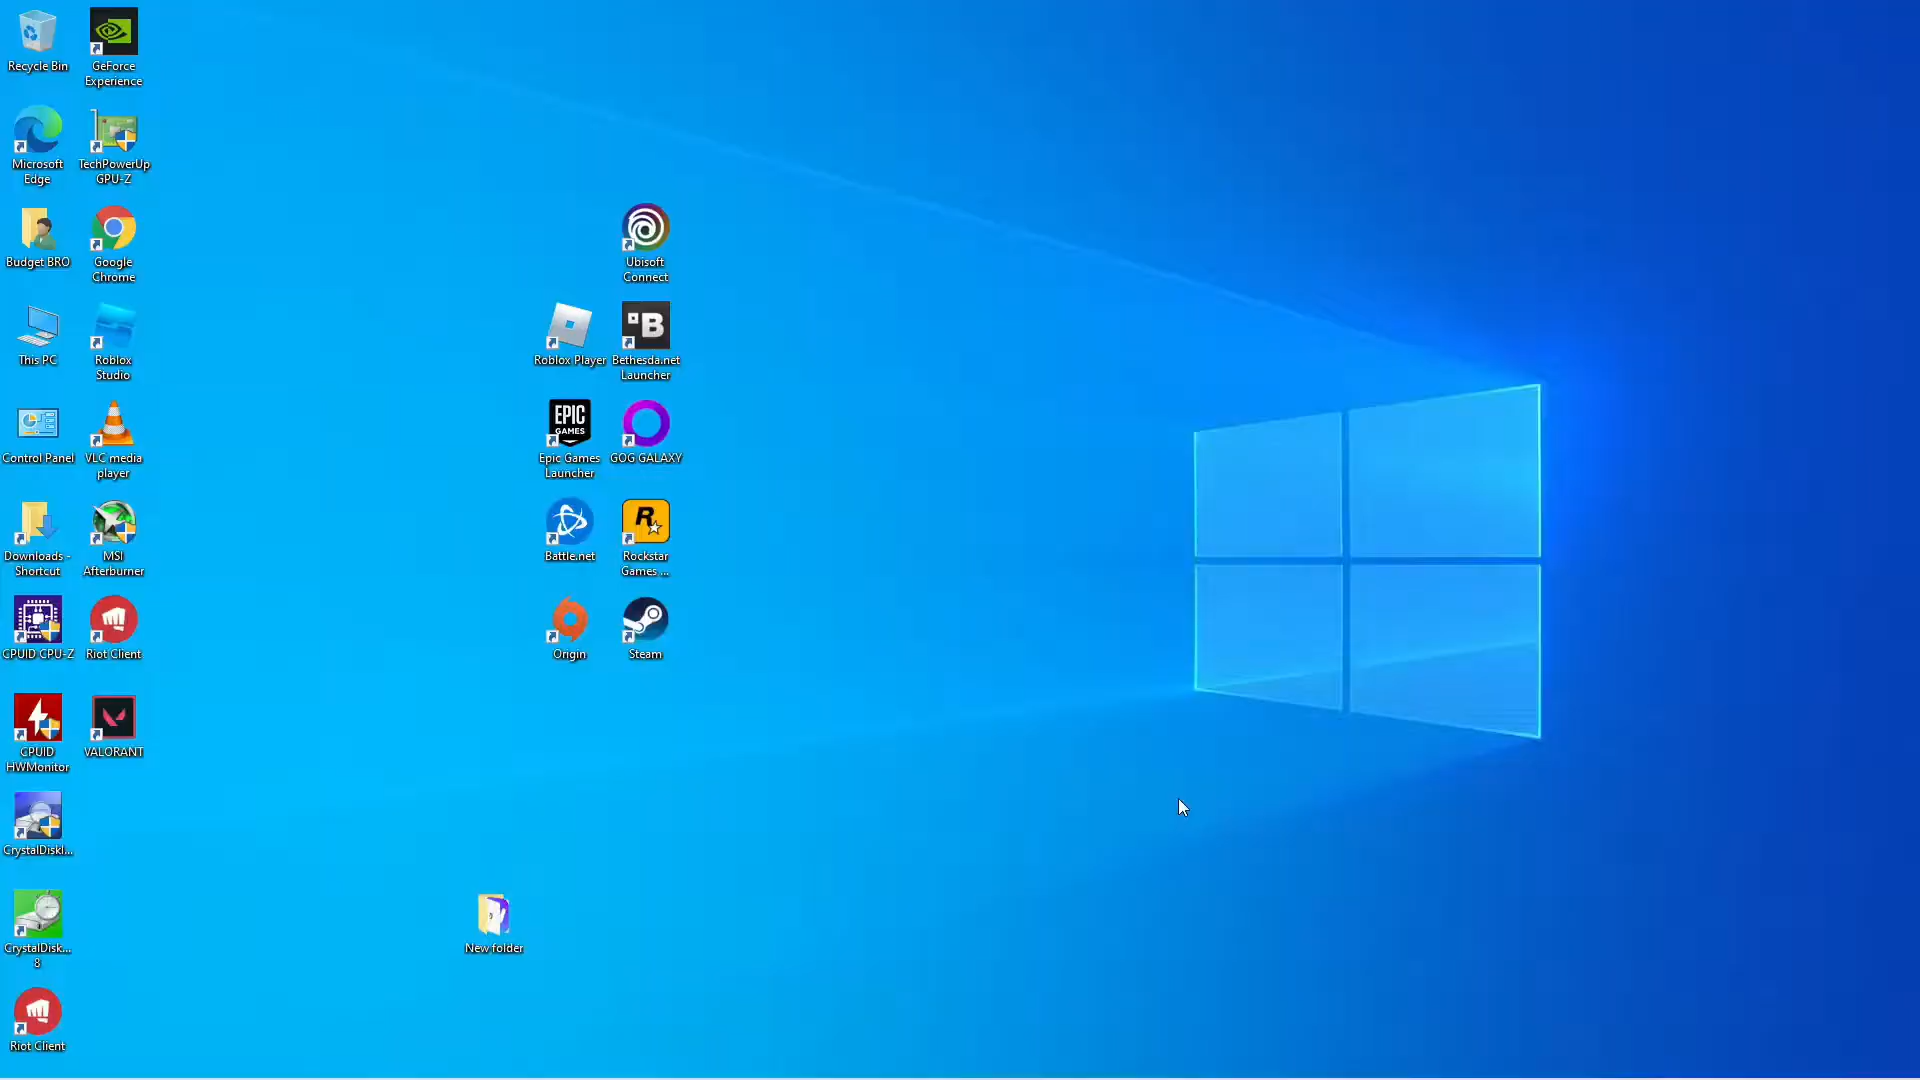 Recycle Bin
GeForce
Experience
Microsoft
Edge
TechPowerUp
GPU-Z
Budget BRO
Google
Chrome
This PC
Roblox
Studio
Control Panel
VLC media
player
Downloads -
Shortcut
MSI
Afterburner
CPUID CPU-Z
Riot Client
CPUID
HWMonitor
VALORANT
CrystalDiskI...
CrystalDisk...
8
Riot Client
Ubisoft
Connect
Roblox Player
B
Bethesda.net
Launcher
EPIC
GAMES
Epic Games
Launcher
GOG GALAXY
Battle.net
R
Rockstar
Games ...
Origin
Steam
New folder